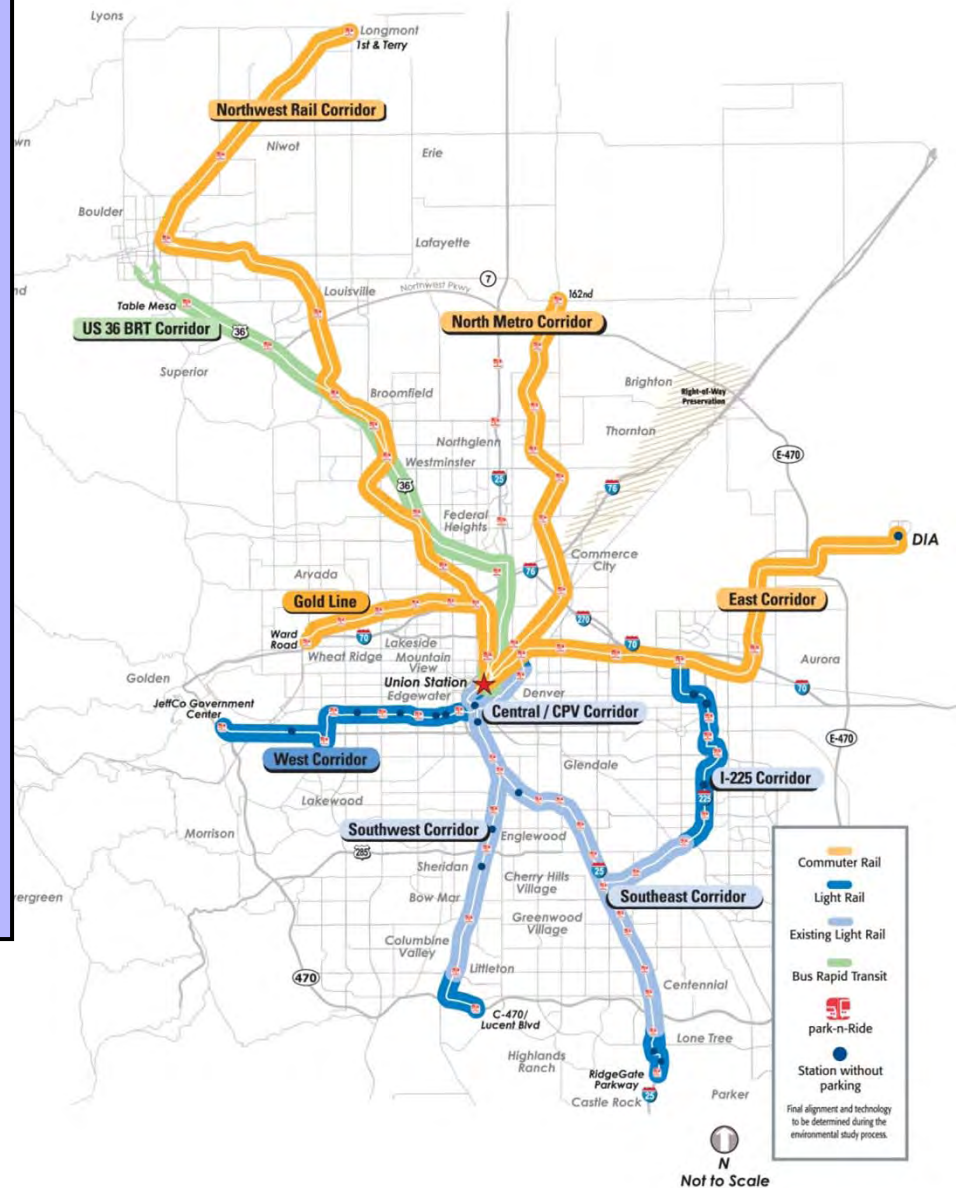 Lyons
Longmont
1st & Terry
Northwest Rail Corridor
Niwot
Erie
Boulder
Lafayette
7
Northwest Pkwy
Louisville
162nd
Table Mesa
US 36 BRT Corridor
36
North Metro Corridor
Superior
Brighton
Right-of-Way
Preservation
Broomfield
Thornton
Northglenn
Westminster
E-470
25
36
76
Federal
Heights
DIA
Commerce
City
Arvada
76
Gold Line
East Corridor
270
Ward
Road
70
Lakeside
70
Wheat Ridge
Mountain
View
Aurora
Golden
Union Station
70
Edgewater
Denver
JeffCo Government
Center
Central / CPV Corridor
E-470
West Corridor
Glendale
I-225 Corridor
Lakewood
225
Morrison
Southwest Corridor
Englewood
285
Sheridan
25
Cherry Hills
Village
Bow Mar
Southeast Corridor
Greenwood
Village
Columbine
Valley
Littleton
470
Centennial
C-470/
Lucent Blvd
Lone Tree
Highlands
Ranch
RidgeGate
Parkway
25
Castle Rock
Parker
Commuter Rail
Light Rail
Existing Light Rail
Bus Rapid Transit
park-n-Ride
Station without
parking
Final alignment and technology
to be determined during the
environmental study process.
N
Not to Scale